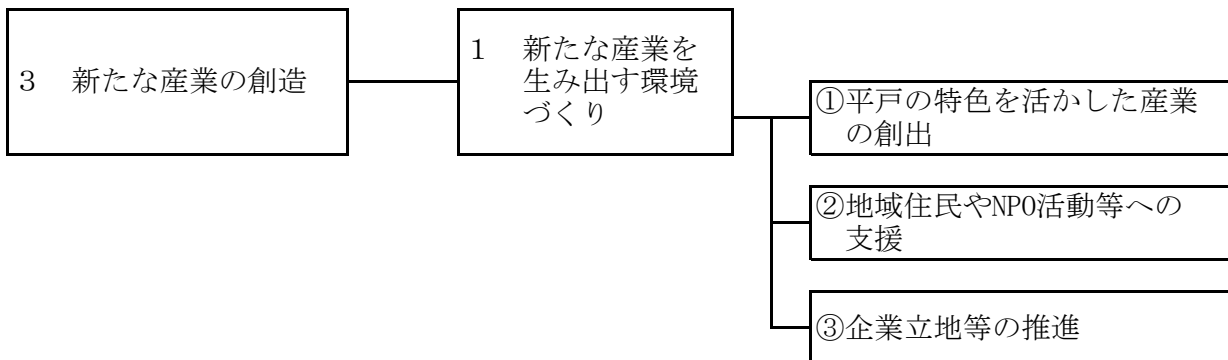 3　新たな産業の創造
1　新たな産業を
生み出す環境
づくり
①平戸の特色を活かした産業
の創出
②地域住民やNPO活動等への
支援
③企業立地等の推進